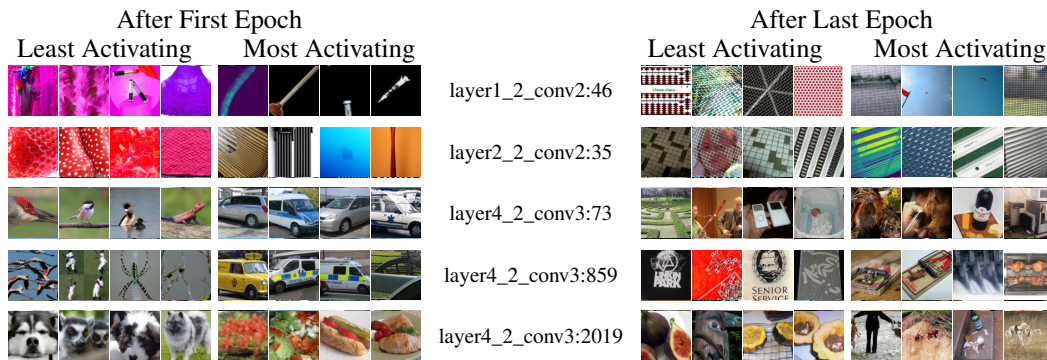 After First Epoch
Least Activating
Most Activating
After Last Epoch
Least Activating
Most Activating
layer1_2_conv2:46
layer2_2_conv2:35
layer4_2_conv3:73
layer4_2_conv3:859
LINKIN
PARK
SENIOR
SERVICE
layer4_2_conv3:2019